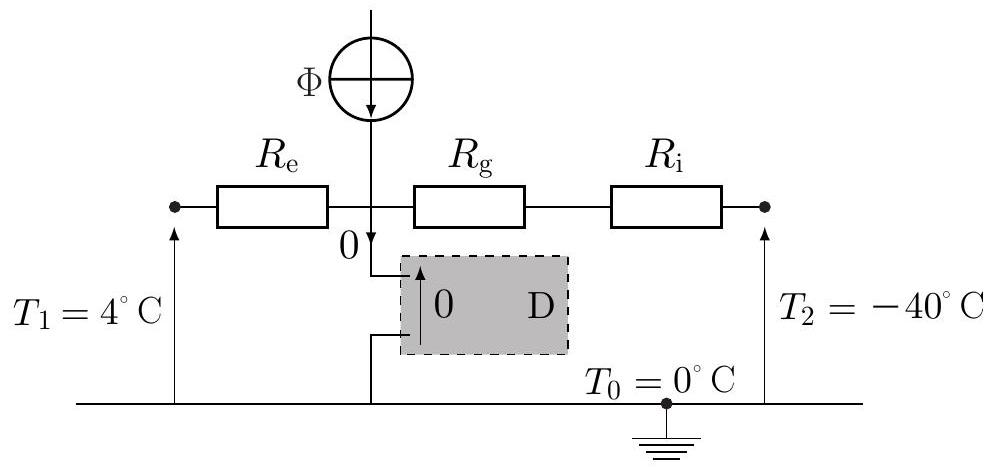 Φ
R_e
R_g
R_i
0
T_1 = 4° C
0
D
T_2 = −40° C
T_0 = 0° C